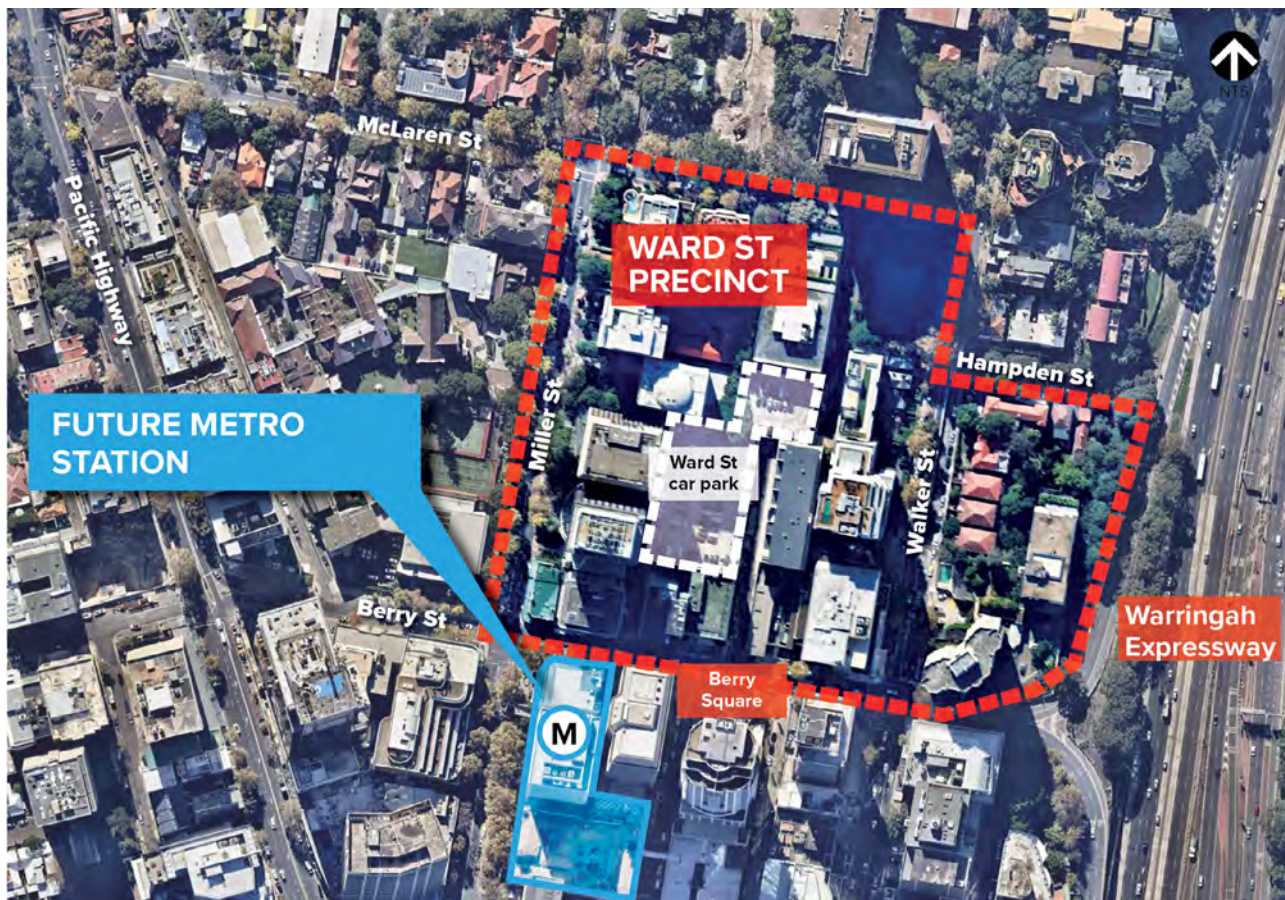 NTS
McLaren St
Pacific Highway
WARD ST
PRECINCT
Hampden St
Miller St
FUTURE METRO
STATION
Ward St
car park
Walker St
Berry St
Warringah
Expressway
Berry
Square
M